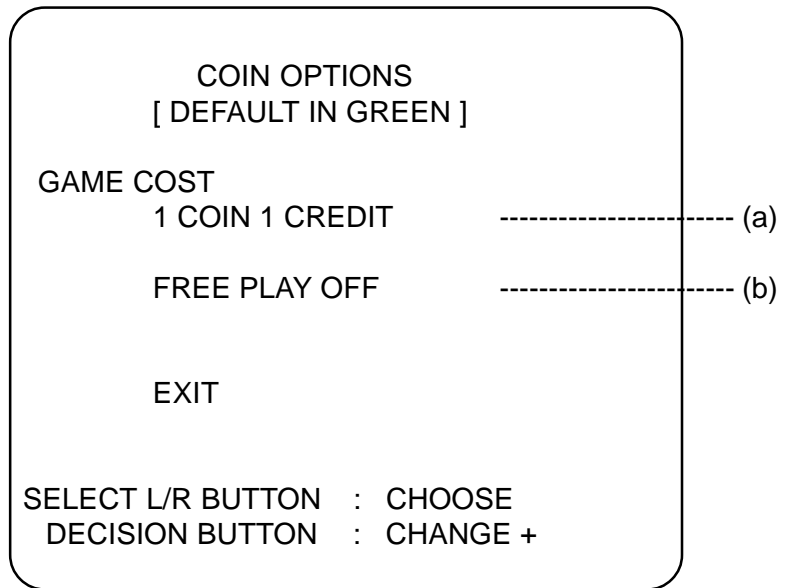 COIN OPTIONS
[ DEFAULT IN GREEN ]
GAME COST
1 COIN 1 CREDIT ------------------------ (a)
FREE PLAY OFF ------------------------ (b)
EXIT
SELECT L/R BUTTON : CHOOSE
DECISION BUTTON : CHANGE +